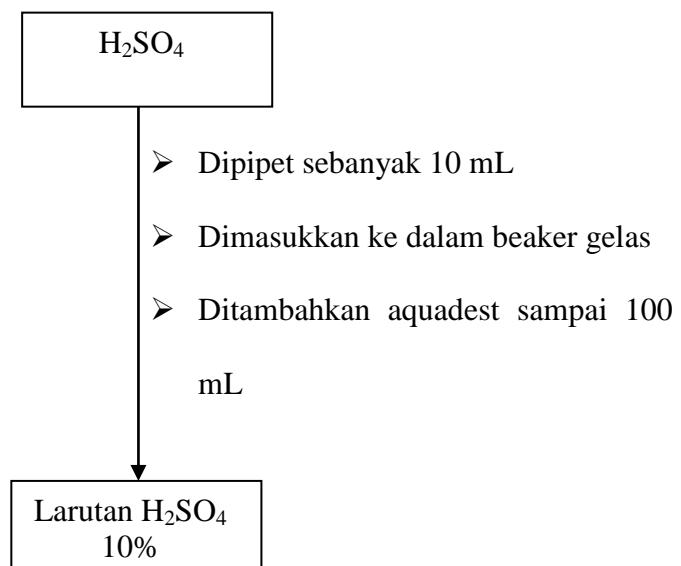 H₂SO₄
➢ Dipipet sebanyak 10 mL
➢ Dimasukkan ke dalam beaker gelas
➢ Ditambahkan aquadest sampai 100
mL
Larutan H₂SO₄
10%